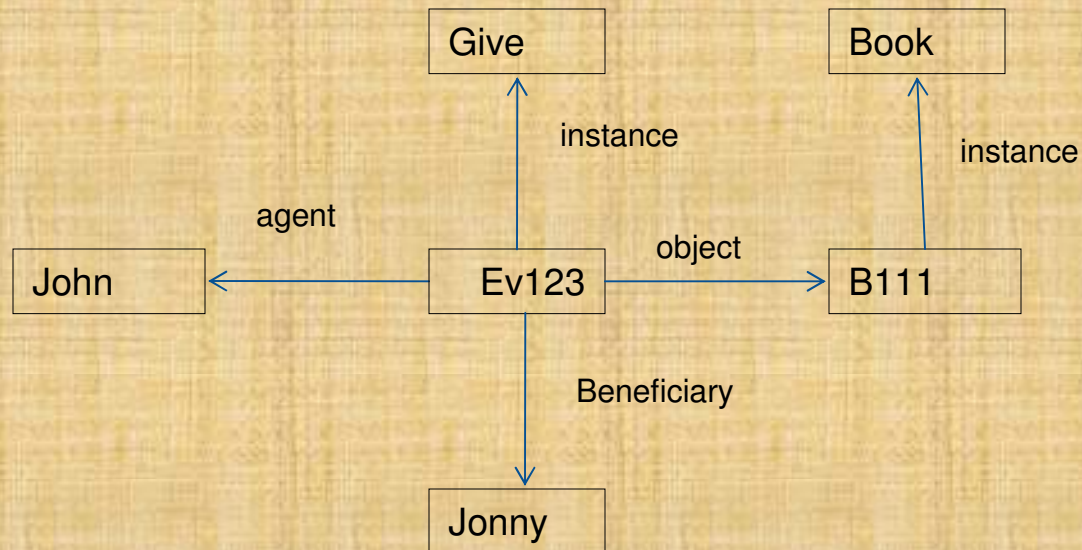 Give
Book
instance
instance
agent
object
John
Ev123
B111
Beneficiary
Jonny